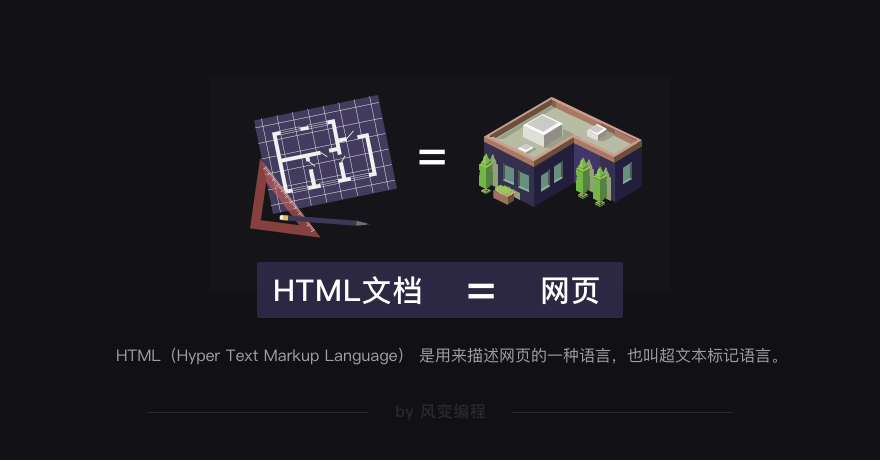 =
HTML文档 = 网页
HTML（Hyper Text Markup Language） 是用来描述网页的一种语言，也叫超文本标记语言。
by 风变编程